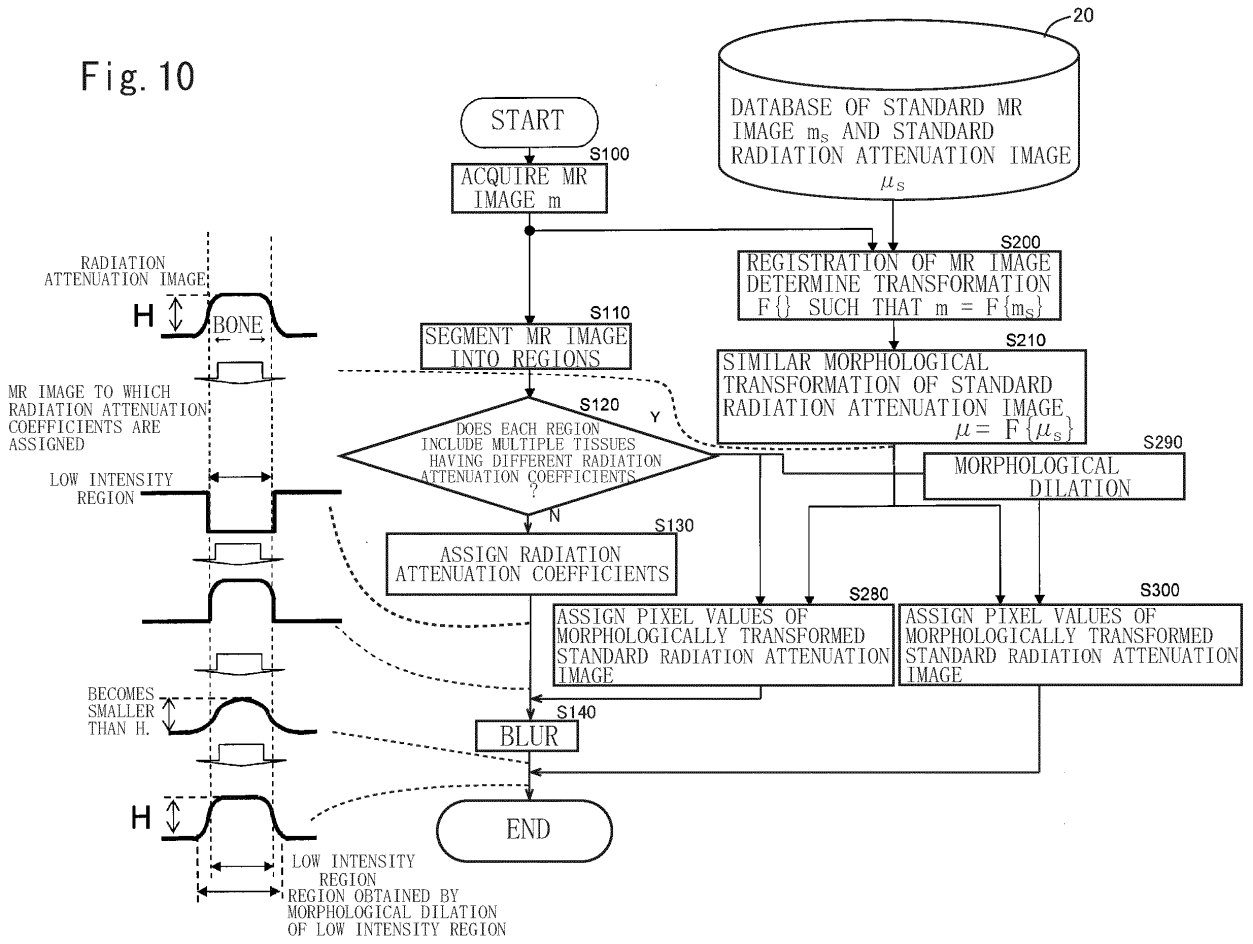 Fig. 10
20
DATABASE OF STANDARD MR
IMAGE mS AND STANDARD
RADIATION ATTENUATION IMAGE
μS
START
S100
ACQUIRE MR
IMAGE m
S200
REGISTRATION OF MR IMAGE
DETERMINE TRANSFORMATION
F{} SUCH THAT m = F{mS}
S110
SEGMENT MR IMAGE
INTO REGIONS
S210
SIMILAR MORPHOLOGICAL
TRANSFORMATION OF STANDARD
RADIATION ATTENUATION IMAGE
μ = F{μS}
S120
Y
DOES EACH REGION
INCLUDE MULTIPLE TISSUES
HAVING DIFFERENT RADIATION
ATTENUATION COEFFICIENTS
?
N
S290
MORPHOLOGICAL
DILATION
S130
ASSIGN RADIATION
ATTENUATION COEFFICIENTS
S280
ASSIGN PIXEL VALUES OF
MORPHOLOGICALLY TRANSFORMED
STANDARD RADIATION ATTENUATION
IMAGE
S300
ASSIGN PIXEL VALUES OF
MORPHOLOGICALLY TRANSFORMED
STANDARD RADIATION ATTENUATION
IMAGE
S140
BLUR
END
RADIATION
ATTENUATION IMAGE
H
BONE
MR IMAGE TO WHICH
RADIATION ATTENUATION
COEFFICIENTS ARE
ASSIGNED
LOW INTENSITY
REGION
BECOMES
SMALLER
THAN H.
H
LOW INTENSITY
REGION
REGION OBTAINED BY
MORPHOLOGICAL DILATION
OF LOW INTENSITY REGION